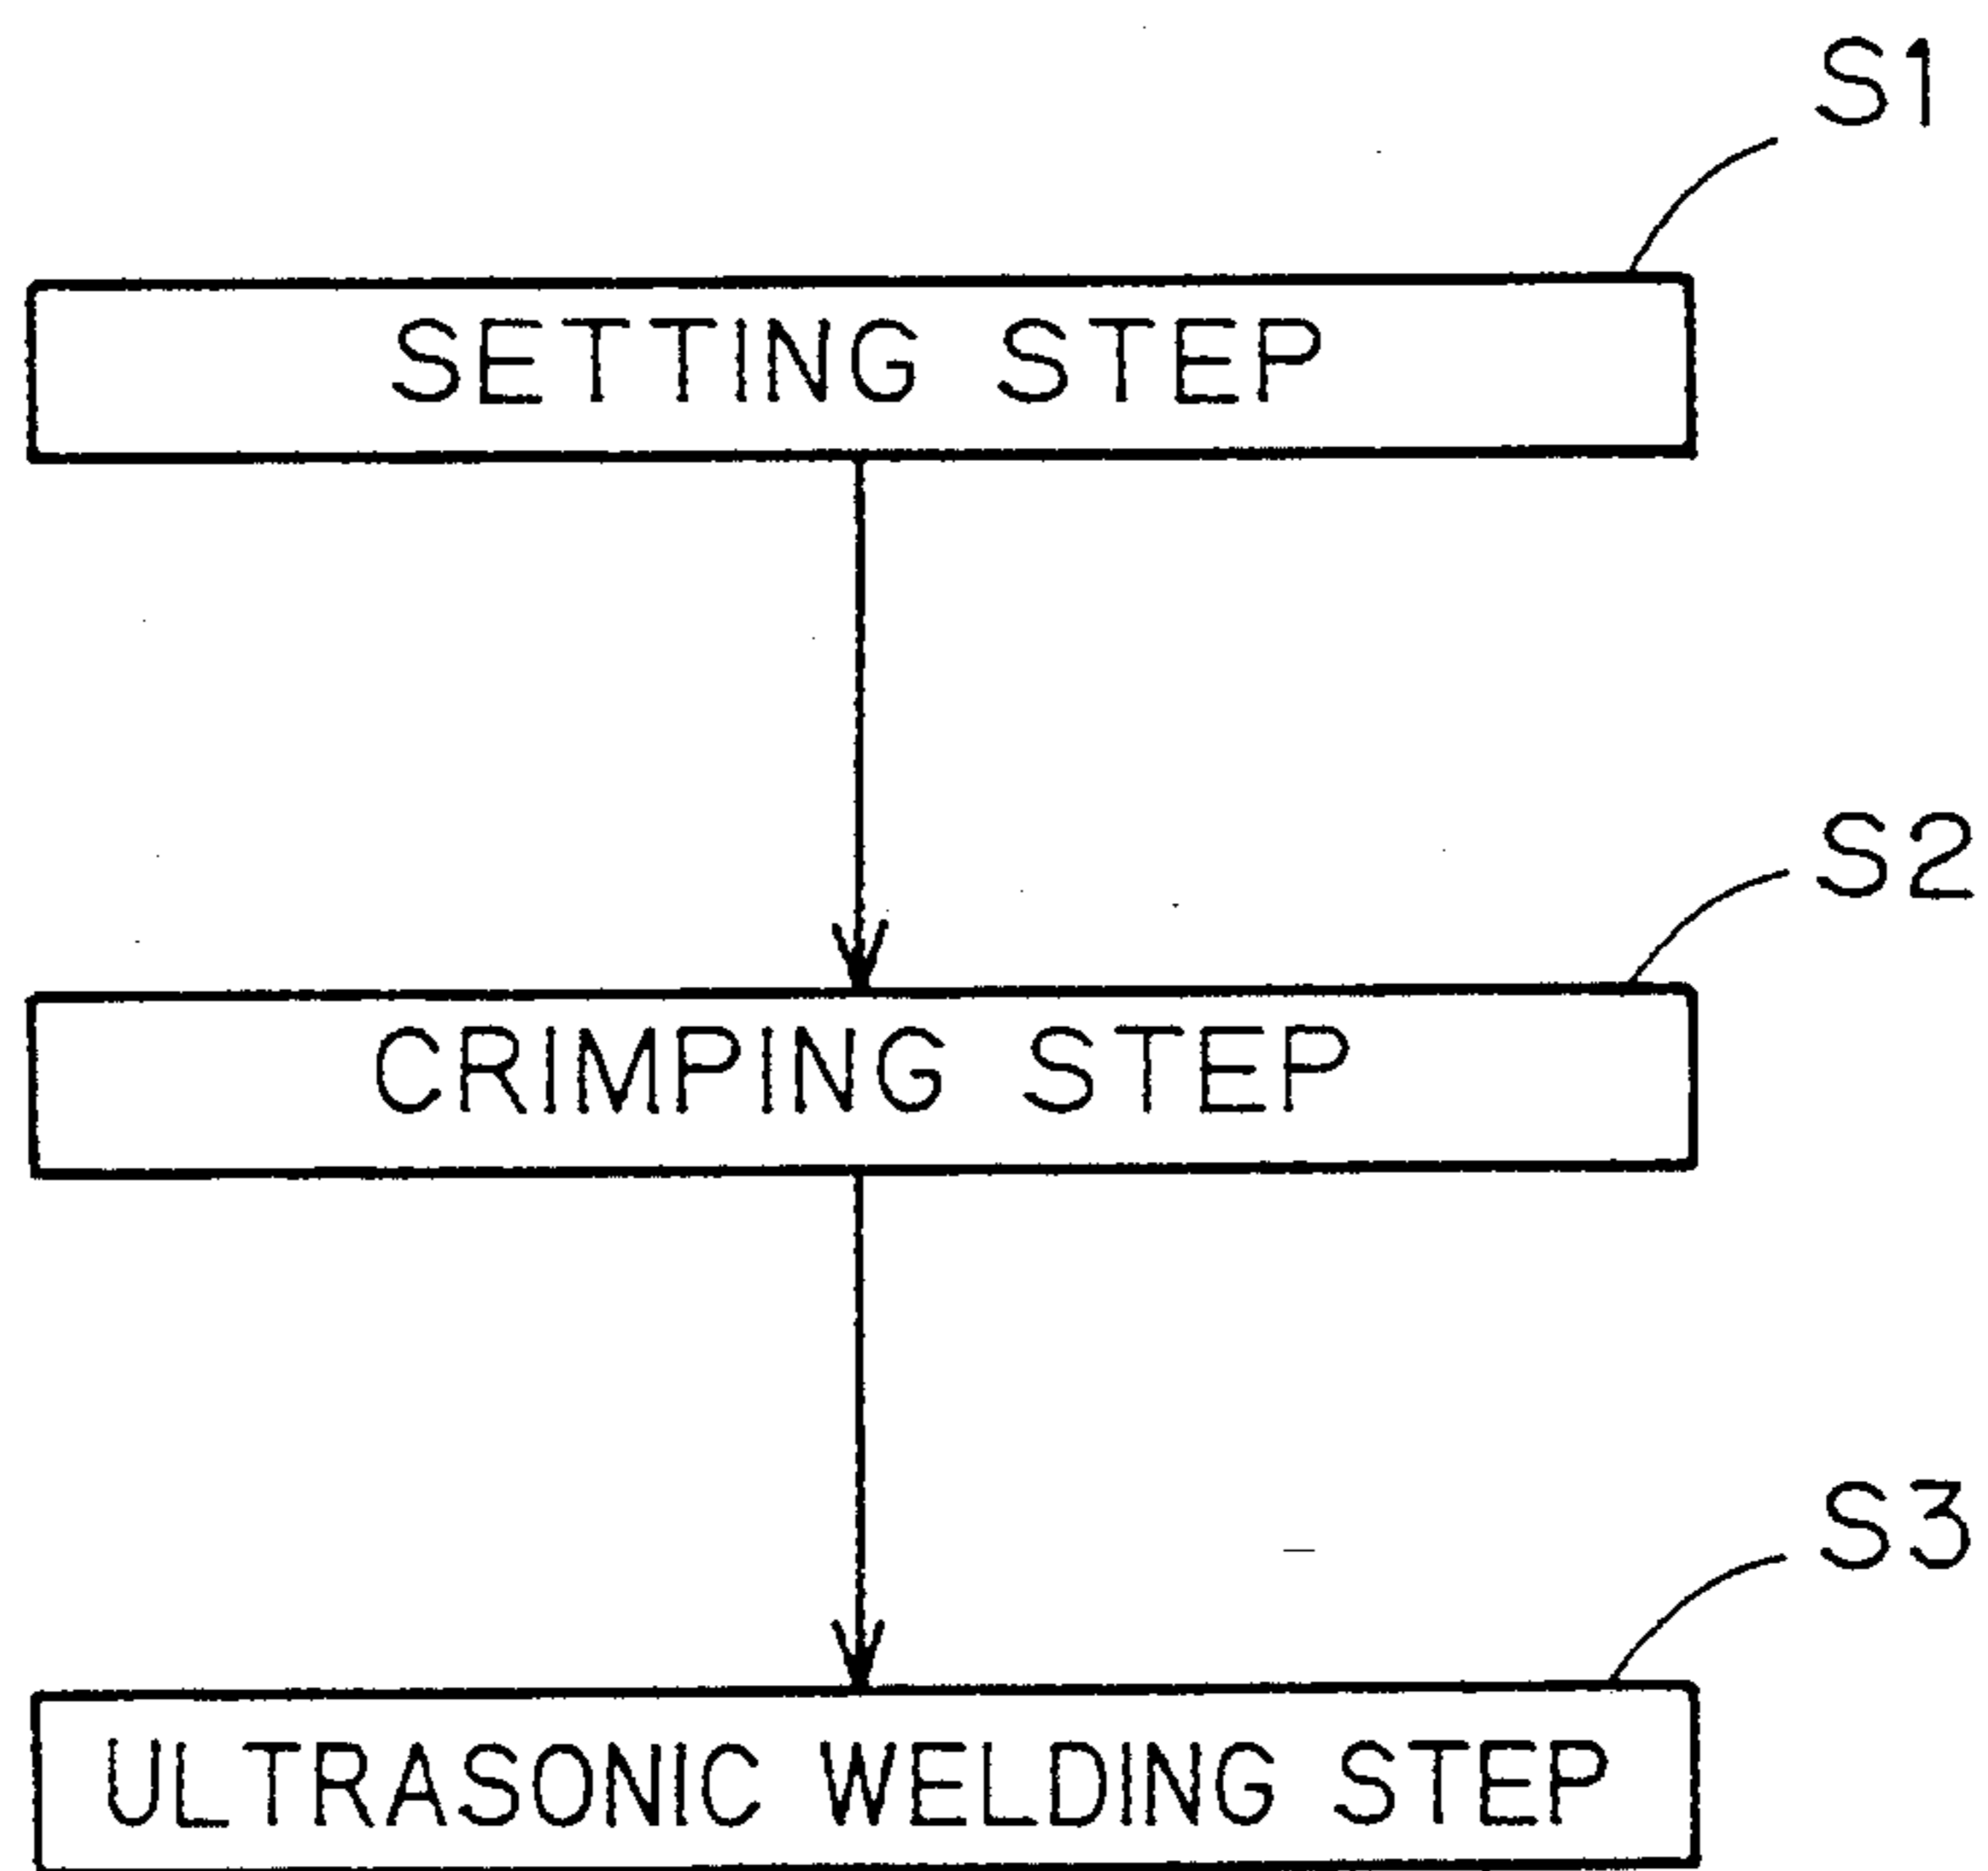 S1
SETTING STEP
S2
CRIMPING STEP
S3
ULTRASONIC WELDING STEP